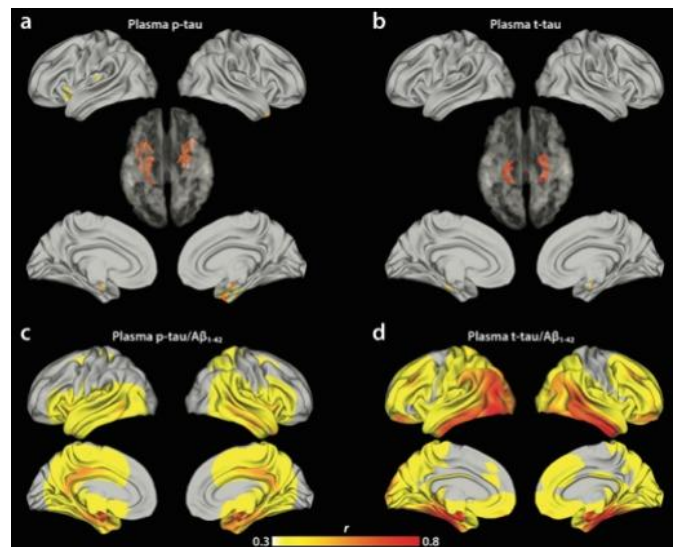 a
Plasma p-tau
b
Plasma t-tau
c
Plasma p-tau/Aβ₁₋₄₂
d
Plasma t-tau/Aβ₁₋₄₂
r
0.3
0.8